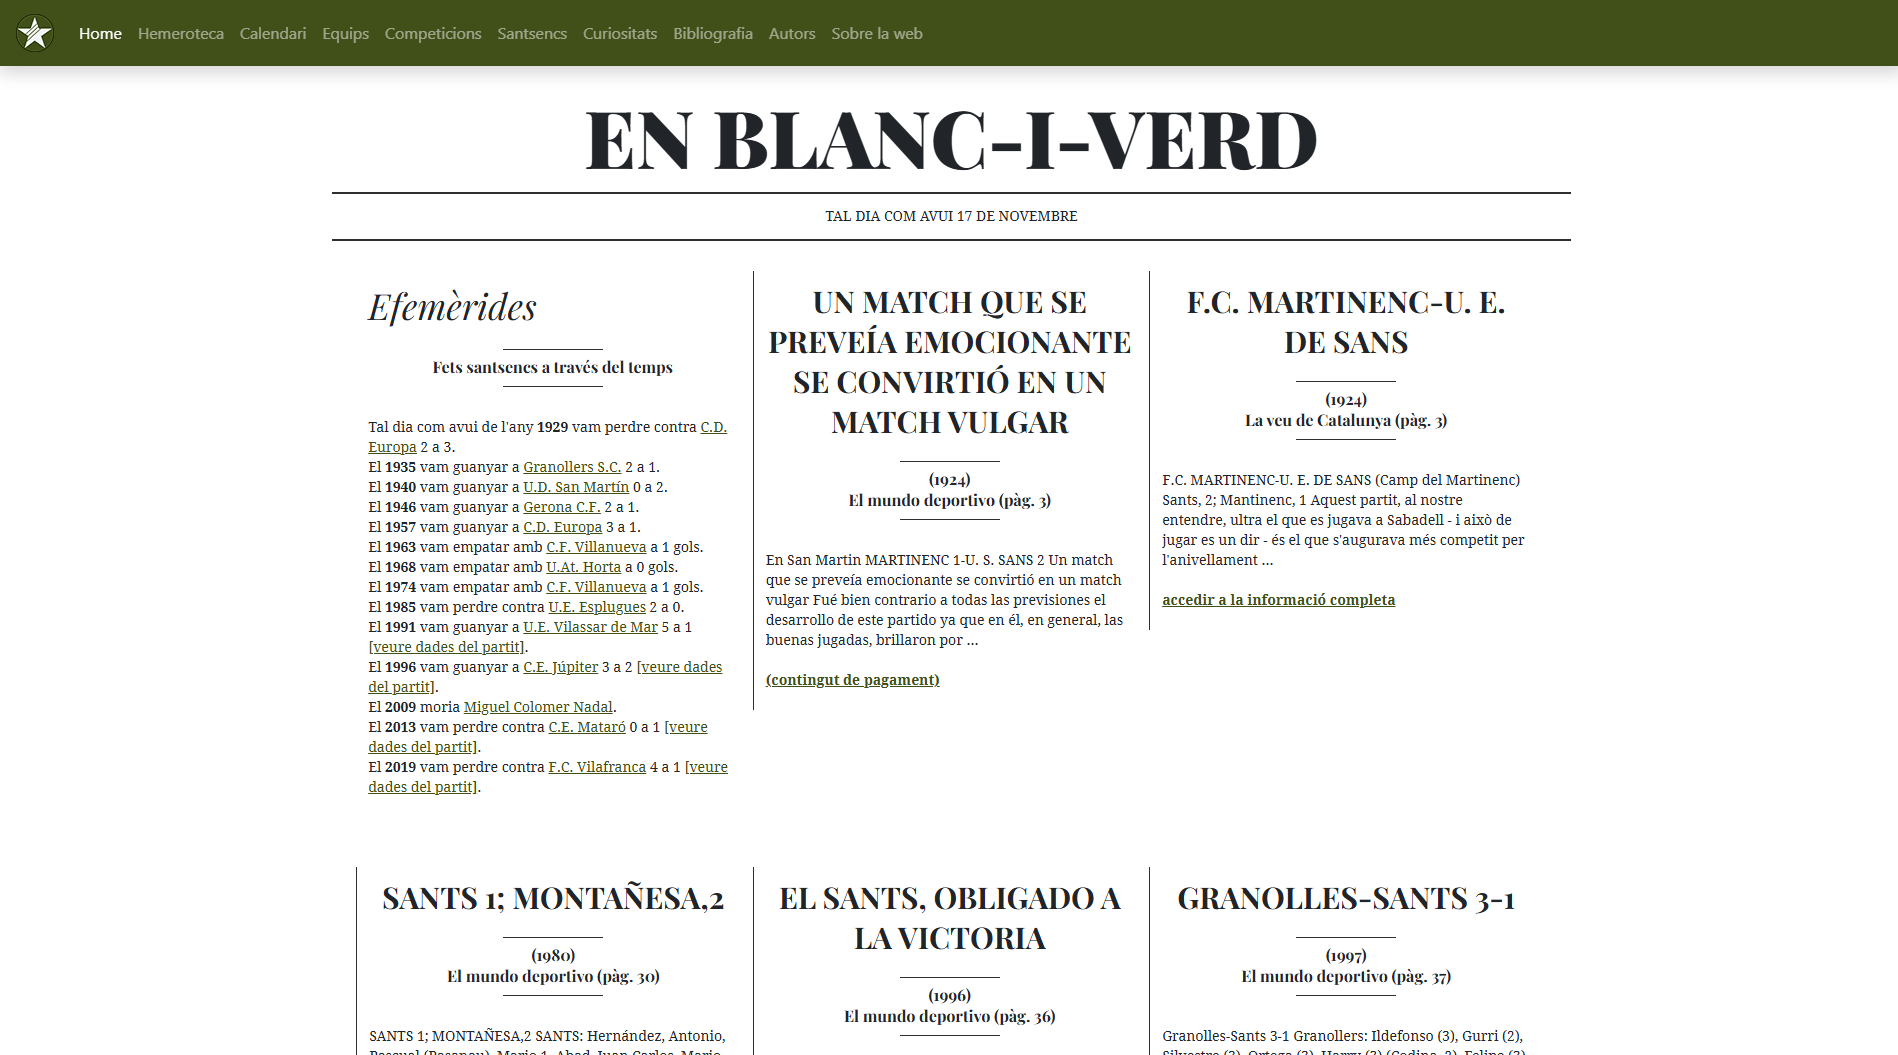 Home Hemeroteca Calendari Equips Competicions Santsencs Curiositats Bibliografia Autors Sobre la web
EN BLANC-I-VERD
TAL DIA COM AVUI 17 DE NOVEMBRE
Efemèrides
Fets santsencs a través del temps
Tal dia com avui de l'any 1929 vam perdre contra C.D.
Europa 2 a 3.
El 1935 vam guanyar a Granollers S.C. 2 a 1.
El 1940 vam guanyar a U.D. San Martín 0 a 2.
El 1946 vam guanyar a Gerona C.F. 2 a 1.
El 1957 vam guanyar a C.D. Europa 3 a 1.
El 1963 vam empatar amb C.F. Villanueva a 1 gols.
El 1968 vam empatar amb U.At. Horta a 0 gols.
El 1974 vam empatar amb C.F. Villanueva a 1 gols.
El 1985 vam perdre contra U.E. Esplugues 2 a 0.
El 1991 vam guanyar a U.E. Vilassar de Mar 5 a 1
[veure dades del partit].
El 1996 vam guanyar a C.E. Júpiter 3 a 2 [veure dades
del partit].
El 2009 moria Miguel Colomer Nadal.
El 2013 vam perdre contra C.E. Mataró 0 a 1 [veure
dades del partit].
El 2019 vam perdre contra F.C. Vilafranca 4 a 1 [veure
dades del partit].
UN MATCH QUE SE
PREVEÍA EMOCIONANTE
SE CONVIRTIÓ EN UN
MATCH VULGAR
(1924)
El mundo deportivo (pàg. 3)
En San Martin MARTINENC 1-U. S. SANS 2 Un match
que se preveía emocionante se convirtió en un match
vulgar Fué bien contrario a todas las previsiones el
desarrollo de este partido ya que en él, en general, las
buenas jugadas, brillaron por ...
(contingut de pagament)
F.C. MARTINENC-U. E.
DE SANS
(1924)
La veu de Catalunya (pàg. 3)
F.C. MARTINENC-U. E. DE SANS (Camp del Martinenc)
Sants, 2; Mantinenc, 1 Aquest partit, al nostre
entendre, ultra el que es jugava a Sabadell - i això de
jugar es un dir - és el que s'augurava més competit per
l'anivellament ...
accedir a la informació completa
SANTS 1; MONTAÑESA,2
(1980)
El mundo deportivo (pàg. 30)
SANTS 1; MONTAÑESA,2 SANTS: Hernández, Antonio,
EL SANTS, OBLIGADO A
LA VICTORIA
(1996)
El mundo deportivo (pàg. 36)
GRANOLLES-SANTS 3-1
(1997)
El mundo deportivo (pàg. 37)
Granolles-Sants 3-1 Granollers: Ildefonso (3), Gurri (2),